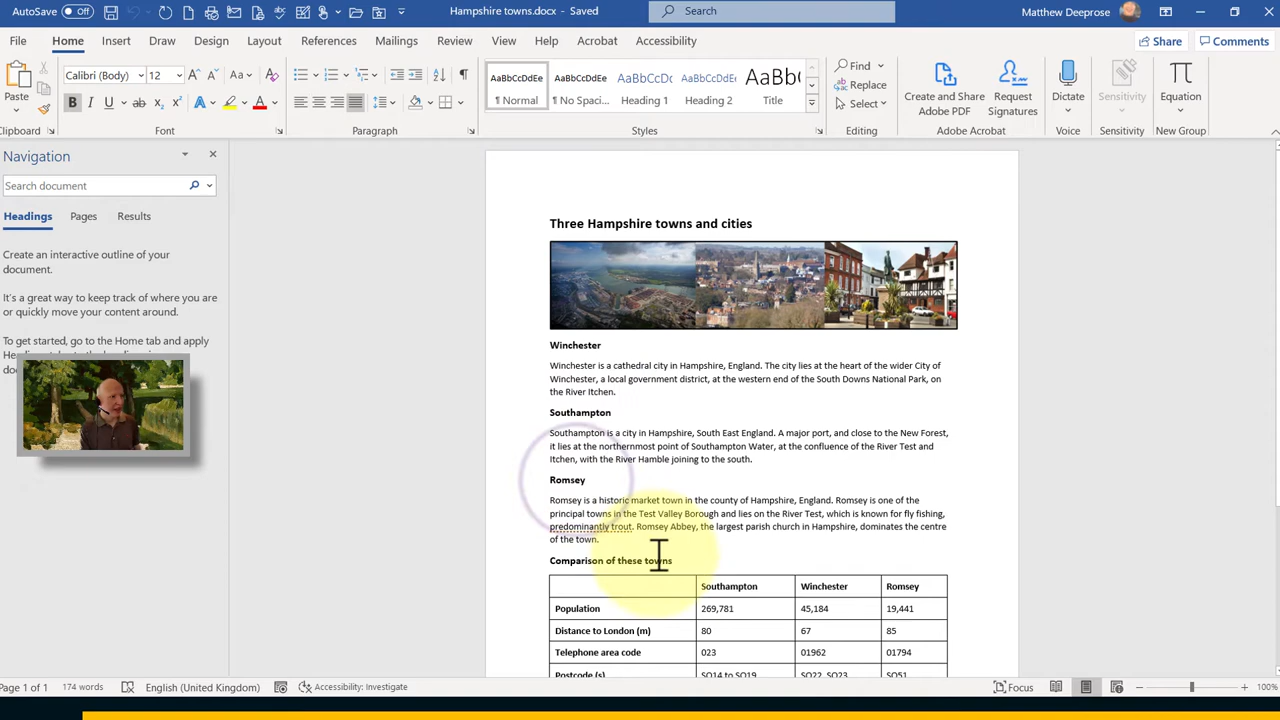 AutoSave Off
Hampshire towns.docx - Saved
Search
Matthew Deeprose
File Home Insert Draw Design Layout References Mailings Review View Help Acrobat Accessibility
Share Comments
Paste
Calibri (Body) 12
AaBbCcDdEe AaBbCcDdEe AaBbCcDc AaBbCcDdEe AaBb(
¶ Normal ¶ No Spaci... Heading 1 Heading 2 Title
Find
Replace
Select
Create and Share
Adobe PDF
Request
Signatures
Dictate
Sensitivity
Equation
Clipboard Font Paragraph Styles Editing Adobe Acrobat Voice Sensitivity New Group
Navigation
Search document
Headings Pages Results
Create an interactive outline of your
document.
It's a great way to keep track of where you are
or quickly move your content around.
To get started, go to the Home tab and apply
Three Hampshire towns and cities
Winchester
Winchester is a cathedral city in Hampshire, England. The city lies at the heart of the wider City of
Winchester, a local government district, at the western end of the South Downs National Park, on
the River Itchen.
Southampton
Southampton is a city in Hampshire, South East England. A major port, and close to the New Forest,
it lies at the northernmost point of Southampton Water, at the confluence of the River Test and
Itchen, with the River Hamble joining to the south.
Romsey
Romsey is a historic market town in the county of Hampshire, England. Romsey is one of the
principal towns in the Test Valley Borough and lies on the River Test, which is known for fly fishing,
predominantly trout. Romsey Abbey, the largest parish church in Hampshire, dominates the centre
of the town.
Comparison of these towns
Southampton Winchester Romsey
Population 269,781 45,184 19,441
Distance to London (m) 80 67 85
Telephone area code 023 01962 01794
Postcode (s) SO14 to SO19 SO22, SO23 SO51
Page 1 of 1 174 words English (United Kingdom) Accessibility: Investigate Focus 100%